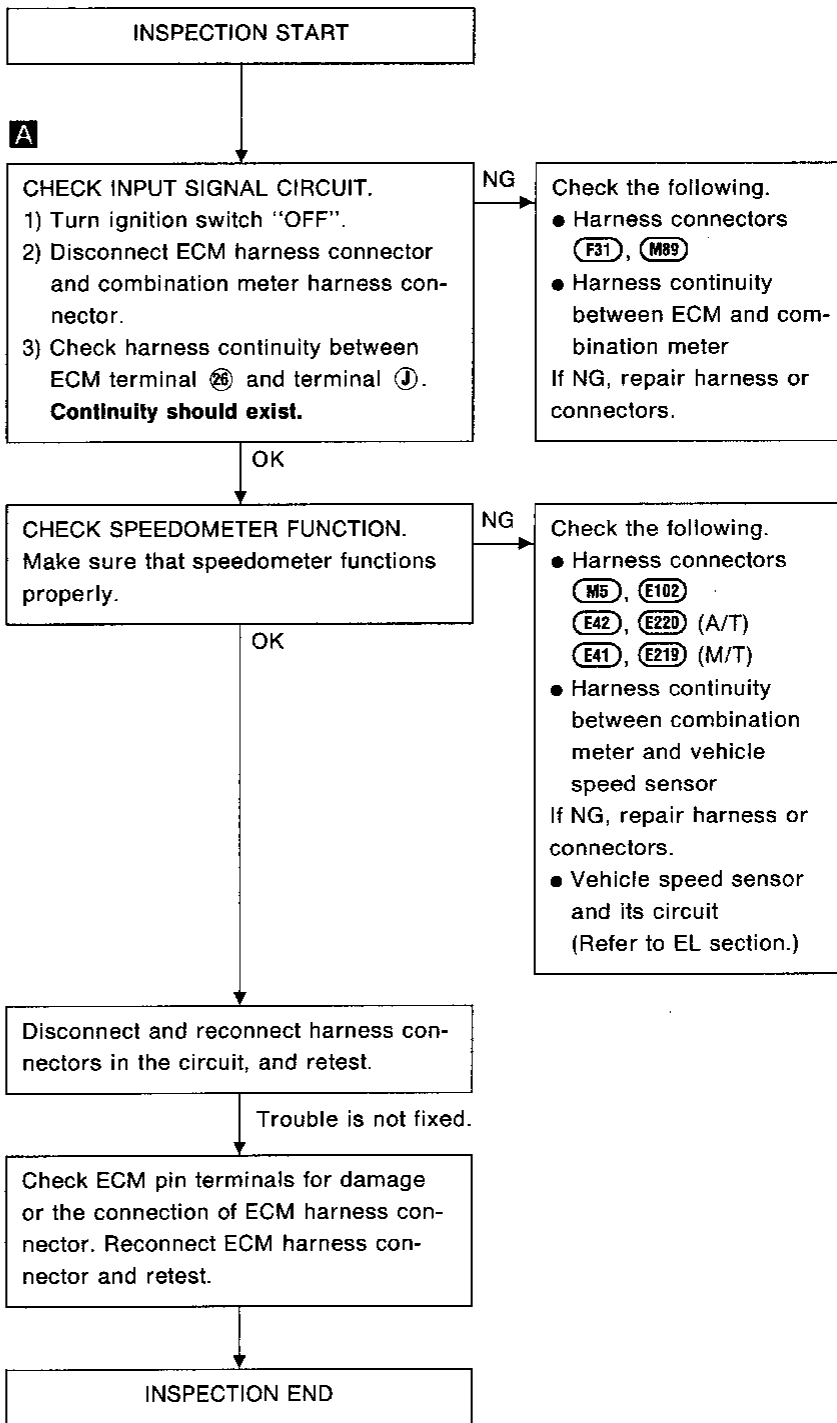 INSPECTION START
A
CHECK INPUT SIGNAL CIRCUIT.
1) Turn ignition switch "OFF".
2) Disconnect ECM harness connector
and combination meter harness con-
nector.
3) Check harness continuity between
ECM terminal ㉖ and terminal Ⓙ.
Continuity should exist.
NG
Check the following.
● Harness connectors
(F31), (M89)
● Harness continuity
between ECM and com-
bination meter
If NG, repair harness or
connectors.
OK
CHECK SPEEDOMETER FUNCTION.
Make sure that speedometer functions
properly.
NG
Check the following.
● Harness connectors
(M5), (E102)
(E42), (E220) (A/T)
(E41), (E219) (M/T)
● Harness continuity
between combination
meter and vehicle
speed sensor
If NG, repair harness or
connectors.
● Vehicle speed sensor
and its circuit
(Refer to EL section.)
OK
Disconnect and reconnect harness con-
nectors in the circuit, and retest.
Trouble is not fixed.
Check ECM pin terminals for damage
or the connection of ECM harness con-
nector. Reconnect ECM harness con-
nector and retest.
INSPECTION END